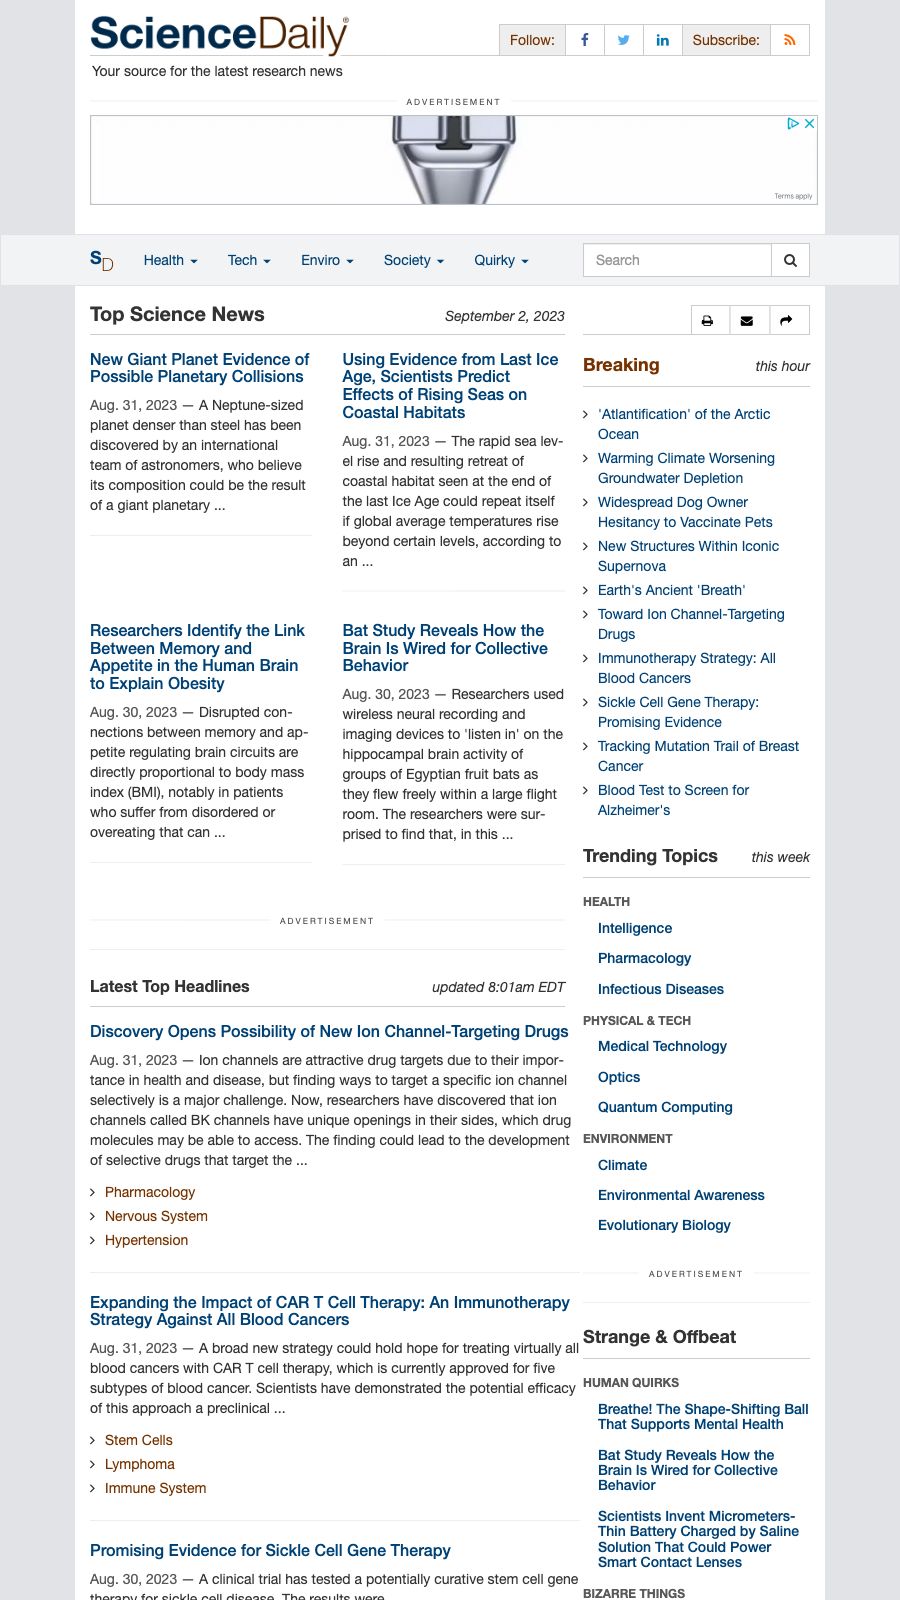 ScienceDaily®
Follow:
Subscribe:
Your source for the latest research news
ADVERTISEMENT
Terms apply
SD
Health
Tech
Enviro
Society
Quirky
Search
Top Science News
September 2, 2023
New Giant Planet Evidence of
Possible Planetary Collisions
Aug. 31, 2023 — A Neptune-sized
planet denser than steel has been
discovered by an international
team of astronomers, who believe
its composition could be the result
of a giant planetary ...
Using Evidence from Last Ice
Age, Scientists Predict
Effects of Rising Seas on
Coastal Habitats
Aug. 31, 2023 — The rapid sea lev-
el rise and resulting retreat of
coastal habitat seen at the end of
the last Ice Age could repeat itself
if global average temperatures rise
beyond certain levels, according to
an ...
Researchers Identify the Link
Between Memory and
Appetite in the Human Brain
to Explain Obesity
Aug. 30, 2023 — Disrupted con-
nections between memory and ap-
petite regulating brain circuits are
directly proportional to body mass
index (BMI), notably in patients
who suffer from disordered or
overeating that can ...
Bat Study Reveals How the
Brain Is Wired for Collective
Behavior
Aug. 30, 2023 — Researchers used
wireless neural recording and
imaging devices to 'listen in' on the
hippocampal brain activity of
groups of Egyptian fruit bats as
they flew freely within a large flight
room. The researchers were sur-
prised to find that, in this ...
ADVERTISEMENT
Latest Top Headlines
updated 8:01am EDT
Discovery Opens Possibility of New Ion Channel-Targeting Drugs
Aug. 31, 2023 — Ion channels are attractive drug targets due to their impor-
tance in health and disease, but finding ways to target a specific ion channel
selectively is a major challenge. Now, researchers have discovered that ion
channels called BK channels have unique openings in their sides, which drug
molecules may be able to access. The finding could lead to the development
of selective drugs that target the ...
Pharmacology
Nervous System
Hypertension
Expanding the Impact of CAR T Cell Therapy: An Immunotherapy
Strategy Against All Blood Cancers
Aug. 31, 2023 — A broad new strategy could hold hope for treating virtually all
blood cancers with CAR T cell therapy, which is currently approved for five
subtypes of blood cancer. Scientists have demonstrated the potential efficacy
of this approach a preclinical ...
Stem Cells
Lymphoma
Immune System
Promising Evidence for Sickle Cell Gene Therapy
Aug. 30, 2023 — A clinical trial has tested a potentially curative stem cell gene
therapy for sickle cell disease. The results were
Breaking
this hour
'Atlantification' of the Arctic
Ocean
Warming Climate Worsening
Groundwater Depletion
Widespread Dog Owner
Hesitancy to Vaccinate Pets
New Structures Within Iconic
Supernova
Earth's Ancient 'Breath'
Toward Ion Channel-Targeting
Drugs
Immunotherapy Strategy: All
Blood Cancers
Sickle Cell Gene Therapy:
Promising Evidence
Tracking Mutation Trail of Breast
Cancer
Blood Test to Screen for
Alzheimer's
Trending Topics
this week
HEALTH
Intelligence
Pharmacology
Infectious Diseases
PHYSICAL & TECH
Medical Technology
Optics
Quantum Computing
ENVIRONMENT
Climate
Environmental Awareness
Evolutionary Biology
ADVERTISEMENT
Strange & Offbeat
HUMAN QUIRKS
Breathe! The Shape-Shifting Ball
That Supports Mental Health
Bat Study Reveals How the
Brain Is Wired for Collective
Behavior
Scientists Invent Micrometers-
Thin Battery Charged by Saline
Solution That Could Power
Smart Contact Lenses
BIZARRE THINGS